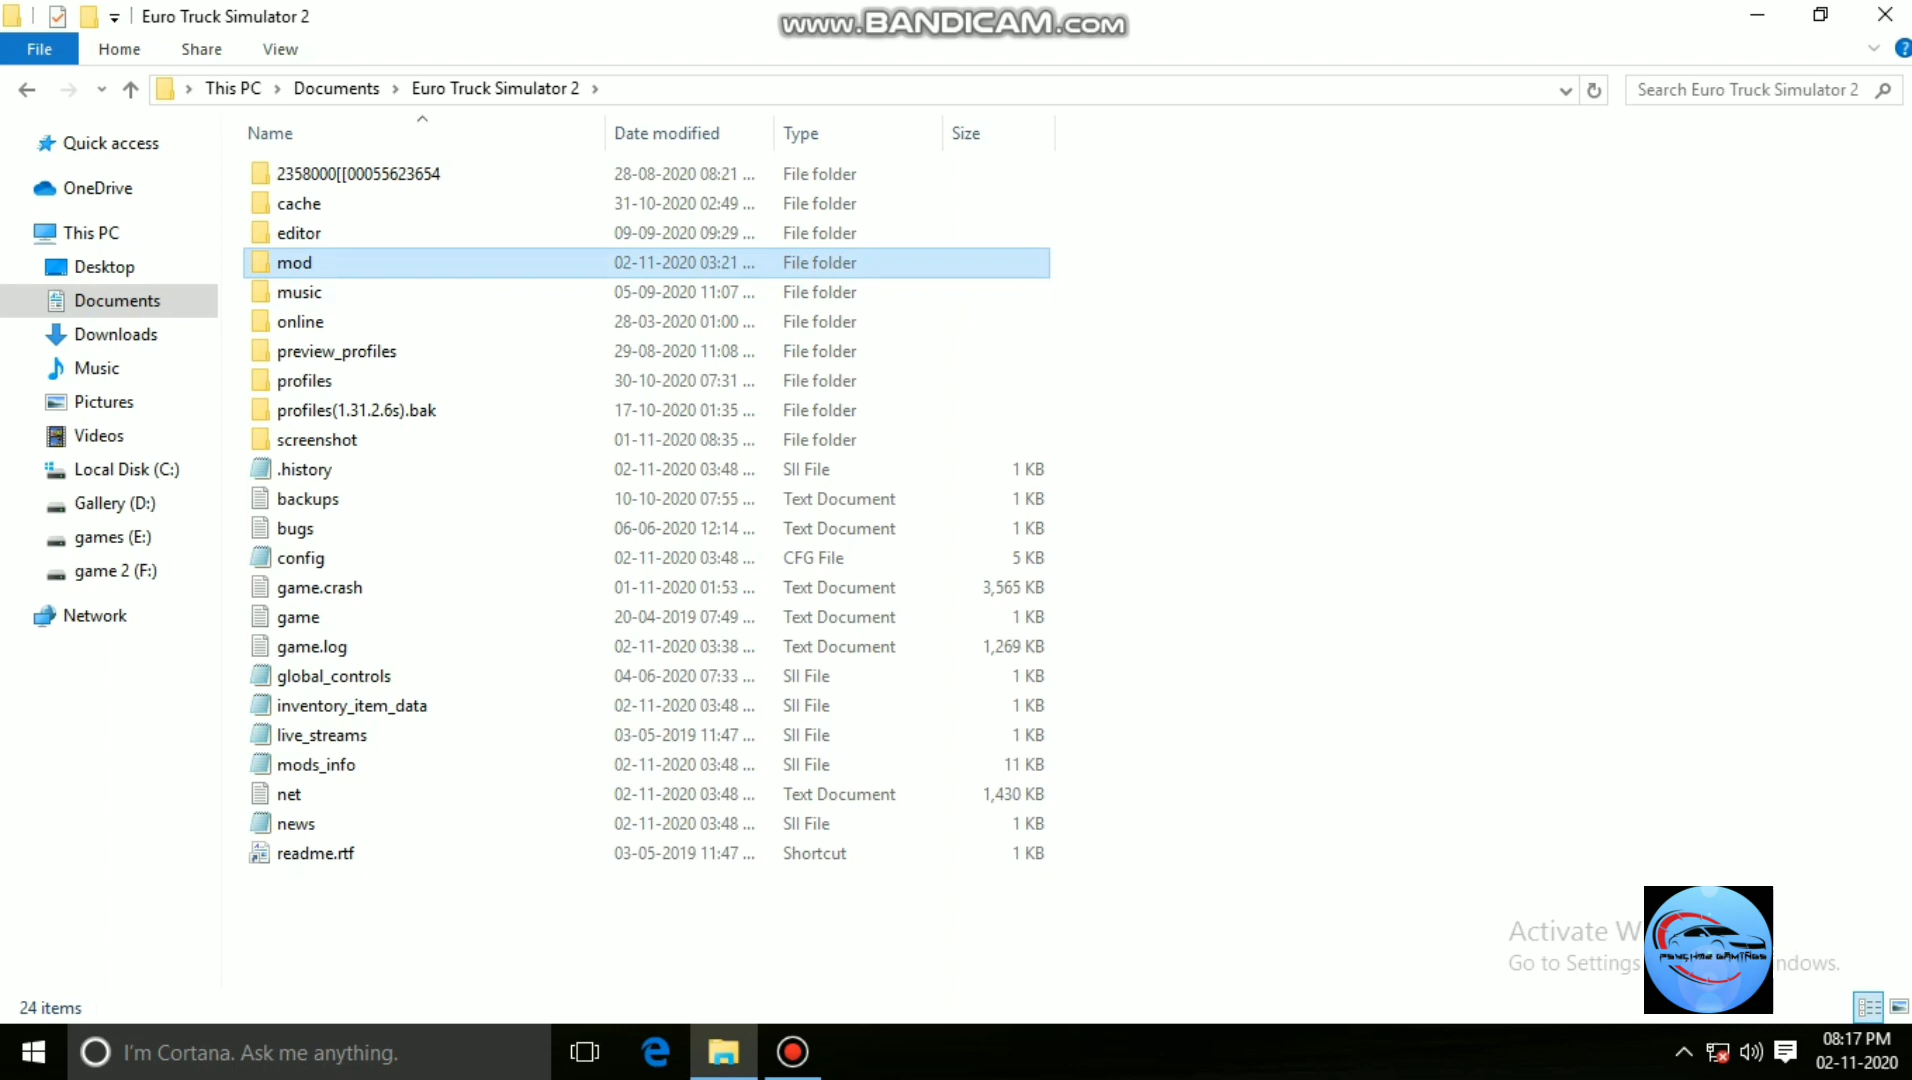 Euro Truck Simulator 2
www.BANDICAM.com
File Home Share View
This PC > Documents > Euro Truck Simulator 2 >
Search Euro Truck Simulator 2
Name Date modified Type Size
Quick access
OneDrive
This PC
Desktop
Documents
Downloads
Music
Pictures
Videos
Local Disk (C:)
Gallery (D:)
games (E:)
game 2 (F:)
Network
2358000[[00055623654 28-08-2020 08:21 ... File folder
cache 31-10-2020 02:49 ... File folder
editor 09-09-2020 09:29 ... File folder
mod 02-11-2020 03:21 ... File folder
music 05-09-2020 11:07 ... File folder
online 28-03-2020 01:00 ... File folder
preview_profiles 29-08-2020 11:08 ... File folder
profiles 30-10-2020 07:31 ... File folder
profiles(1.31.2.6s).bak 17-10-2020 01:35 ... File folder
screenshot 01-11-2020 08:35 ... File folder
.history 02-11-2020 03:48 ... SII File 1 KB
backups 10-10-2020 07:55 ... Text Document 1 KB
bugs 06-06-2020 12:14 ... Text Document 1 KB
config 02-11-2020 03:48 ... CFG File 5 KB
game.crash 01-11-2020 01:53 ... Text Document 3,565 KB
game 20-04-2019 07:49 ... Text Document 1 KB
game.log 02-11-2020 03:38 ... Text Document 1,269 KB
global_controls 04-06-2020 07:33 ... SII File 1 KB
inventory_item_data 02-11-2020 03:48 ... SII File 1 KB
live_streams 03-05-2019 11:47 ... SII File 1 KB
mods_info 02-11-2020 03:48 ... SII File 11 KB
net 02-11-2020 03:48 ... Text Document 1,430 KB
news 02-11-2020 03:48 ... SII File 1 KB
readme.rtf 03-05-2019 11:47 ... Shortcut 1 KB
Activate W
Go to Settings ndows.
GAMINGS
24 items
I'm Cortana. Ask me anything.
08:17 PM
02-11-2020